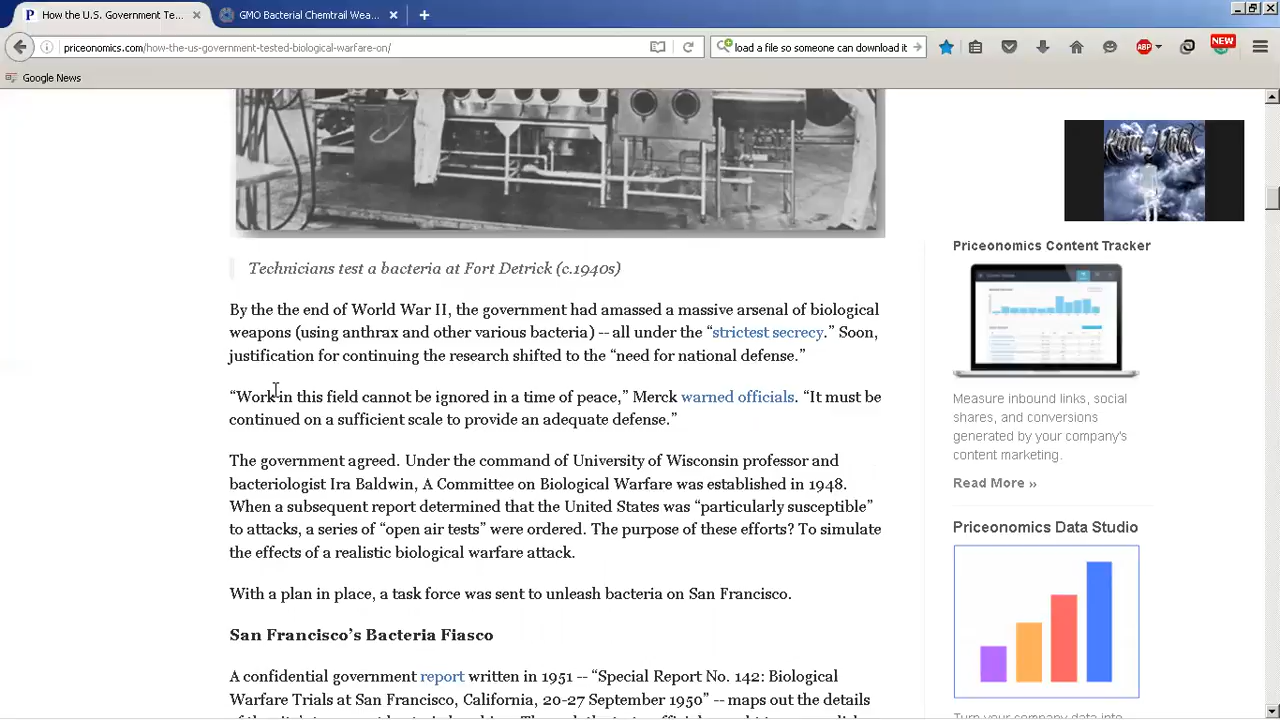 How the U.S. Government Te...
GMO Bacterial Chemtrail Wea...
priceonomics.com/how-the-us-government-tested-biological-warfare-on/
load a file so someone can download it
ABP
NEW
Google News
Technicians test a bacteria at Fort Detrick (c.1940s)
By the the end of World War II, the government had amassed a massive arsenal of biological
weapons (using anthrax and other various bacteria) -- all under the “strictest secrecy.” Soon,
justification for continuing the research shifted to the “need for national defense.”
“Work in this field cannot be ignored in a time of peace,” Merck warned officials. “It must be
continued on a sufficient scale to provide an adequate defense.”
The government agreed. Under the command of University of Wisconsin professor and
bacteriologist Ira Baldwin, A Committee on Biological Warfare was established in 1948.
When a subsequent report determined that the United States was “particularly susceptible”
to attacks, a series of “open air tests” were ordered. The purpose of these efforts? To simulate
the effects of a realistic biological warfare attack.
With a plan in place, a task force was sent to unleash bacteria on San Francisco.
San Francisco’s Bacteria Fiasco
A confidential government report written in 1951 -- “Special Report No. 142: Biological
Warfare Trials at San Francisco, California, 20-27 September 1950” -- maps out the details
Priceonomics Content Tracker
Measure inbound links, social
shares, and conversions
generated by your company's
content marketing.
Read More »
Priceonomics Data Studio
Turn your company data into